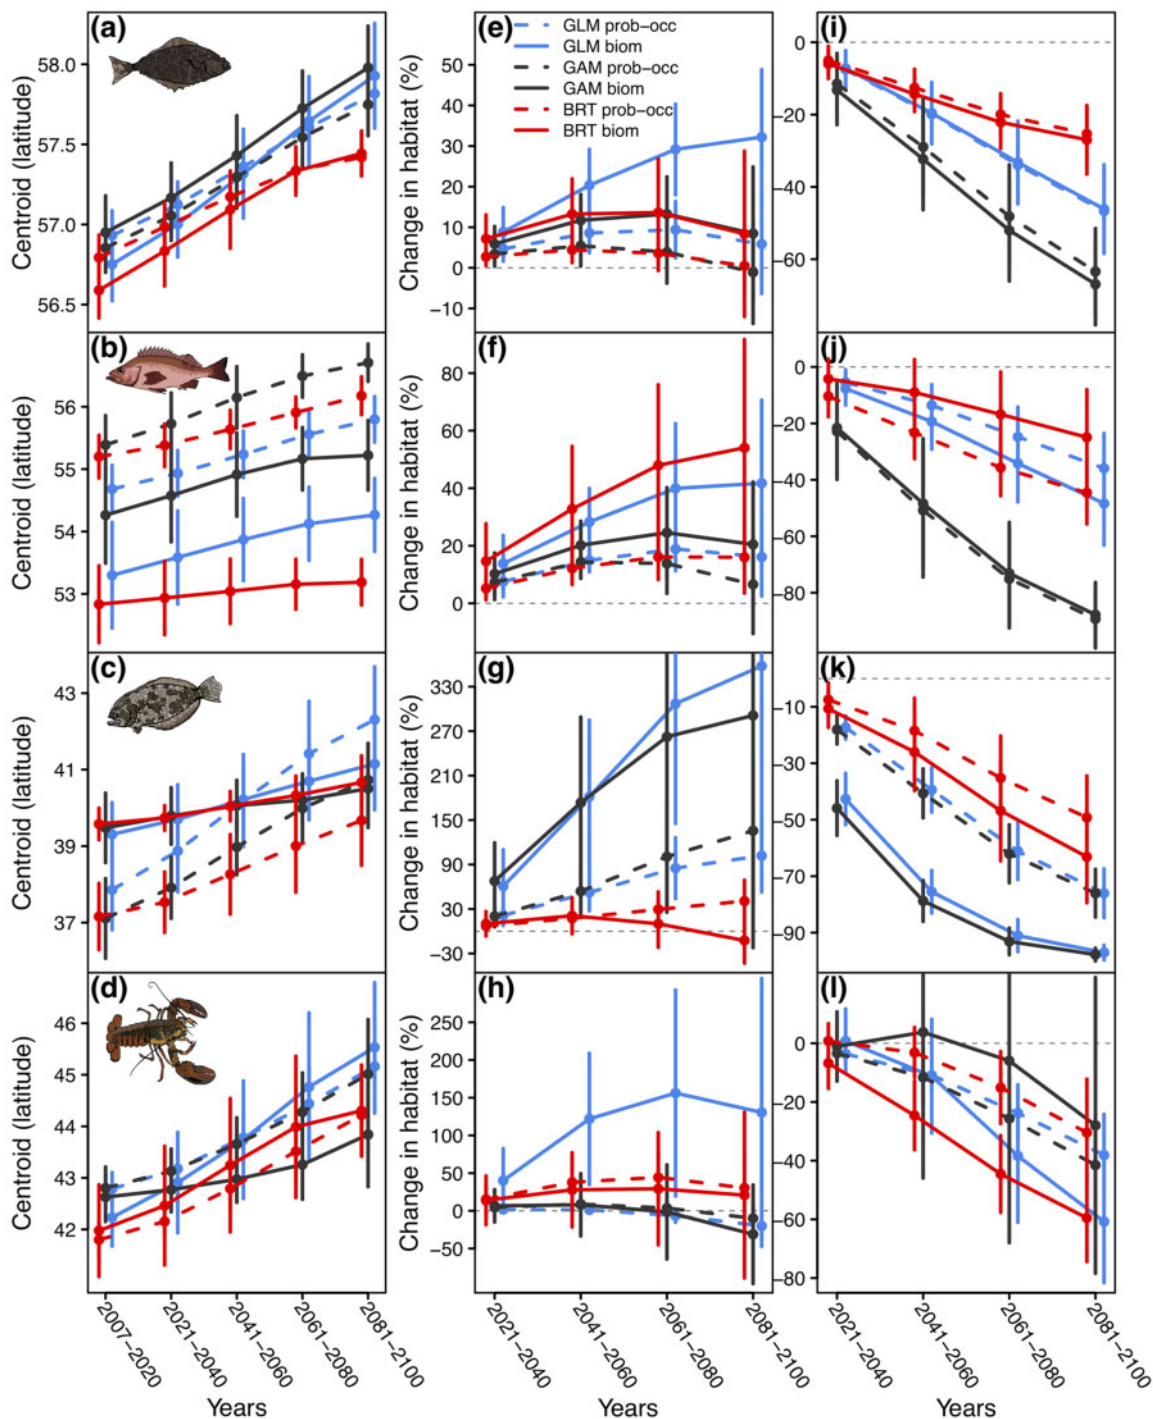 (a)
Centroid (latitude)
58.0
57.5
57.0
56.5
(e)
GLM prob-occ
GLM biom
GAM prob-occ
GAM biom
BRT prob-occ
BRT biom
Change in habitat (%)
50
40
30
20
10
0
−10
(i)
0
−20
−40
−60
(b)
Centroid (latitude)
56
55
54
53
(f)
Change in habitat (%)
80
60
40
20
0
(j)
0
−20
−40
−60
−80
(c)
Centroid (latitude)
43
41
39
37
(g)
Change in habitat (%)
330
270
210
150
90
30
−30
(k)
−10
−30
−50
−70
−90
(d)
Centroid (latitude)
46
45
44
43
42
(h)
Change in habitat (%)
250
200
150
100
50
0
−50
(l)
0
−20
−40
−60
−80
2007−2020
2021−2040
2041−2060
2061−2080
2081−2100
Years
2021−2040
2041−2060
2061−2080
2081−2100
Years
2021−2040
2041−2060
2061−2080
2081−2100
Years